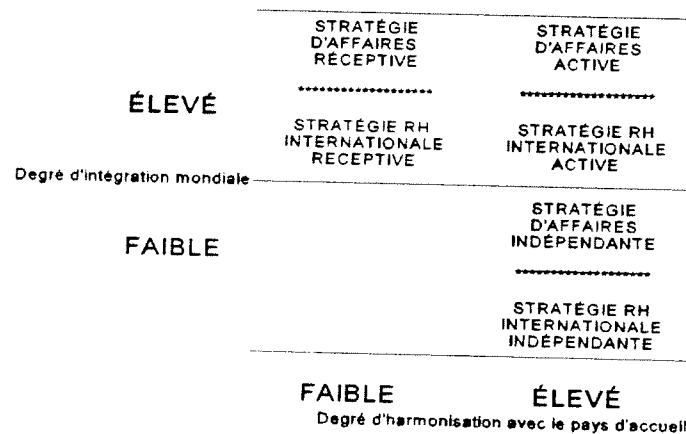 STRATÉGIE
D'AFFAIRES
RÉCEPTIVE
********************
STRATÉGIE RH
INTERNATIONALE
RECEPTIVE
STRATÉGIE
D'AFFAIRES
ACTIVE
********************
STRATÉGIE RH
INTERNATIONALE
ACTIVE
ÉLEVÉ
Degré d'intégration mondiale
FAIBLE
STRATÉGIE
D'AFFAIRES
INDÉPENDANTE
********************
STRATÉGIE RH
INTERNATIONALE
INDÉPENDANTE
FAIBLE
ÉLEVÉ
Degré d'harmonisation avec le pays d'accueil